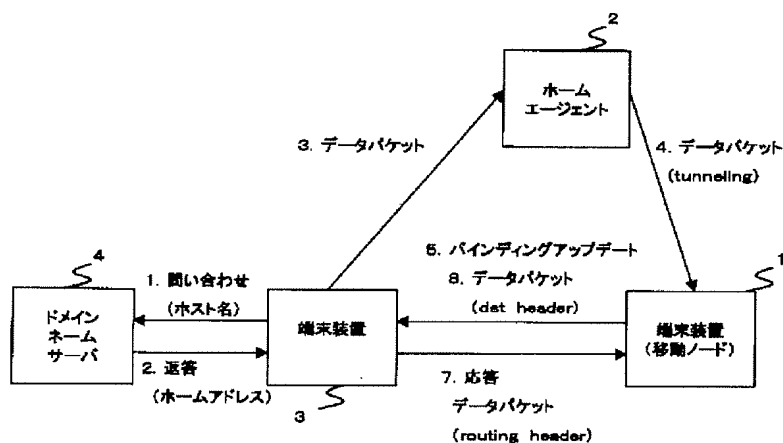 2
ホーム
エージェント
3. データパケット
4. データパケット
(tunneling)
4
1. 問い合わせ
(ホスト名)
5. バインディングアップデート
6. データパケット
(dst header)
1
ドメイン
ネーム
サーバ
端末装置
端末装置
(移動ノード)
2. 返答
(ホームアドレス)
3
7. 応答
データパケット
(routing header)